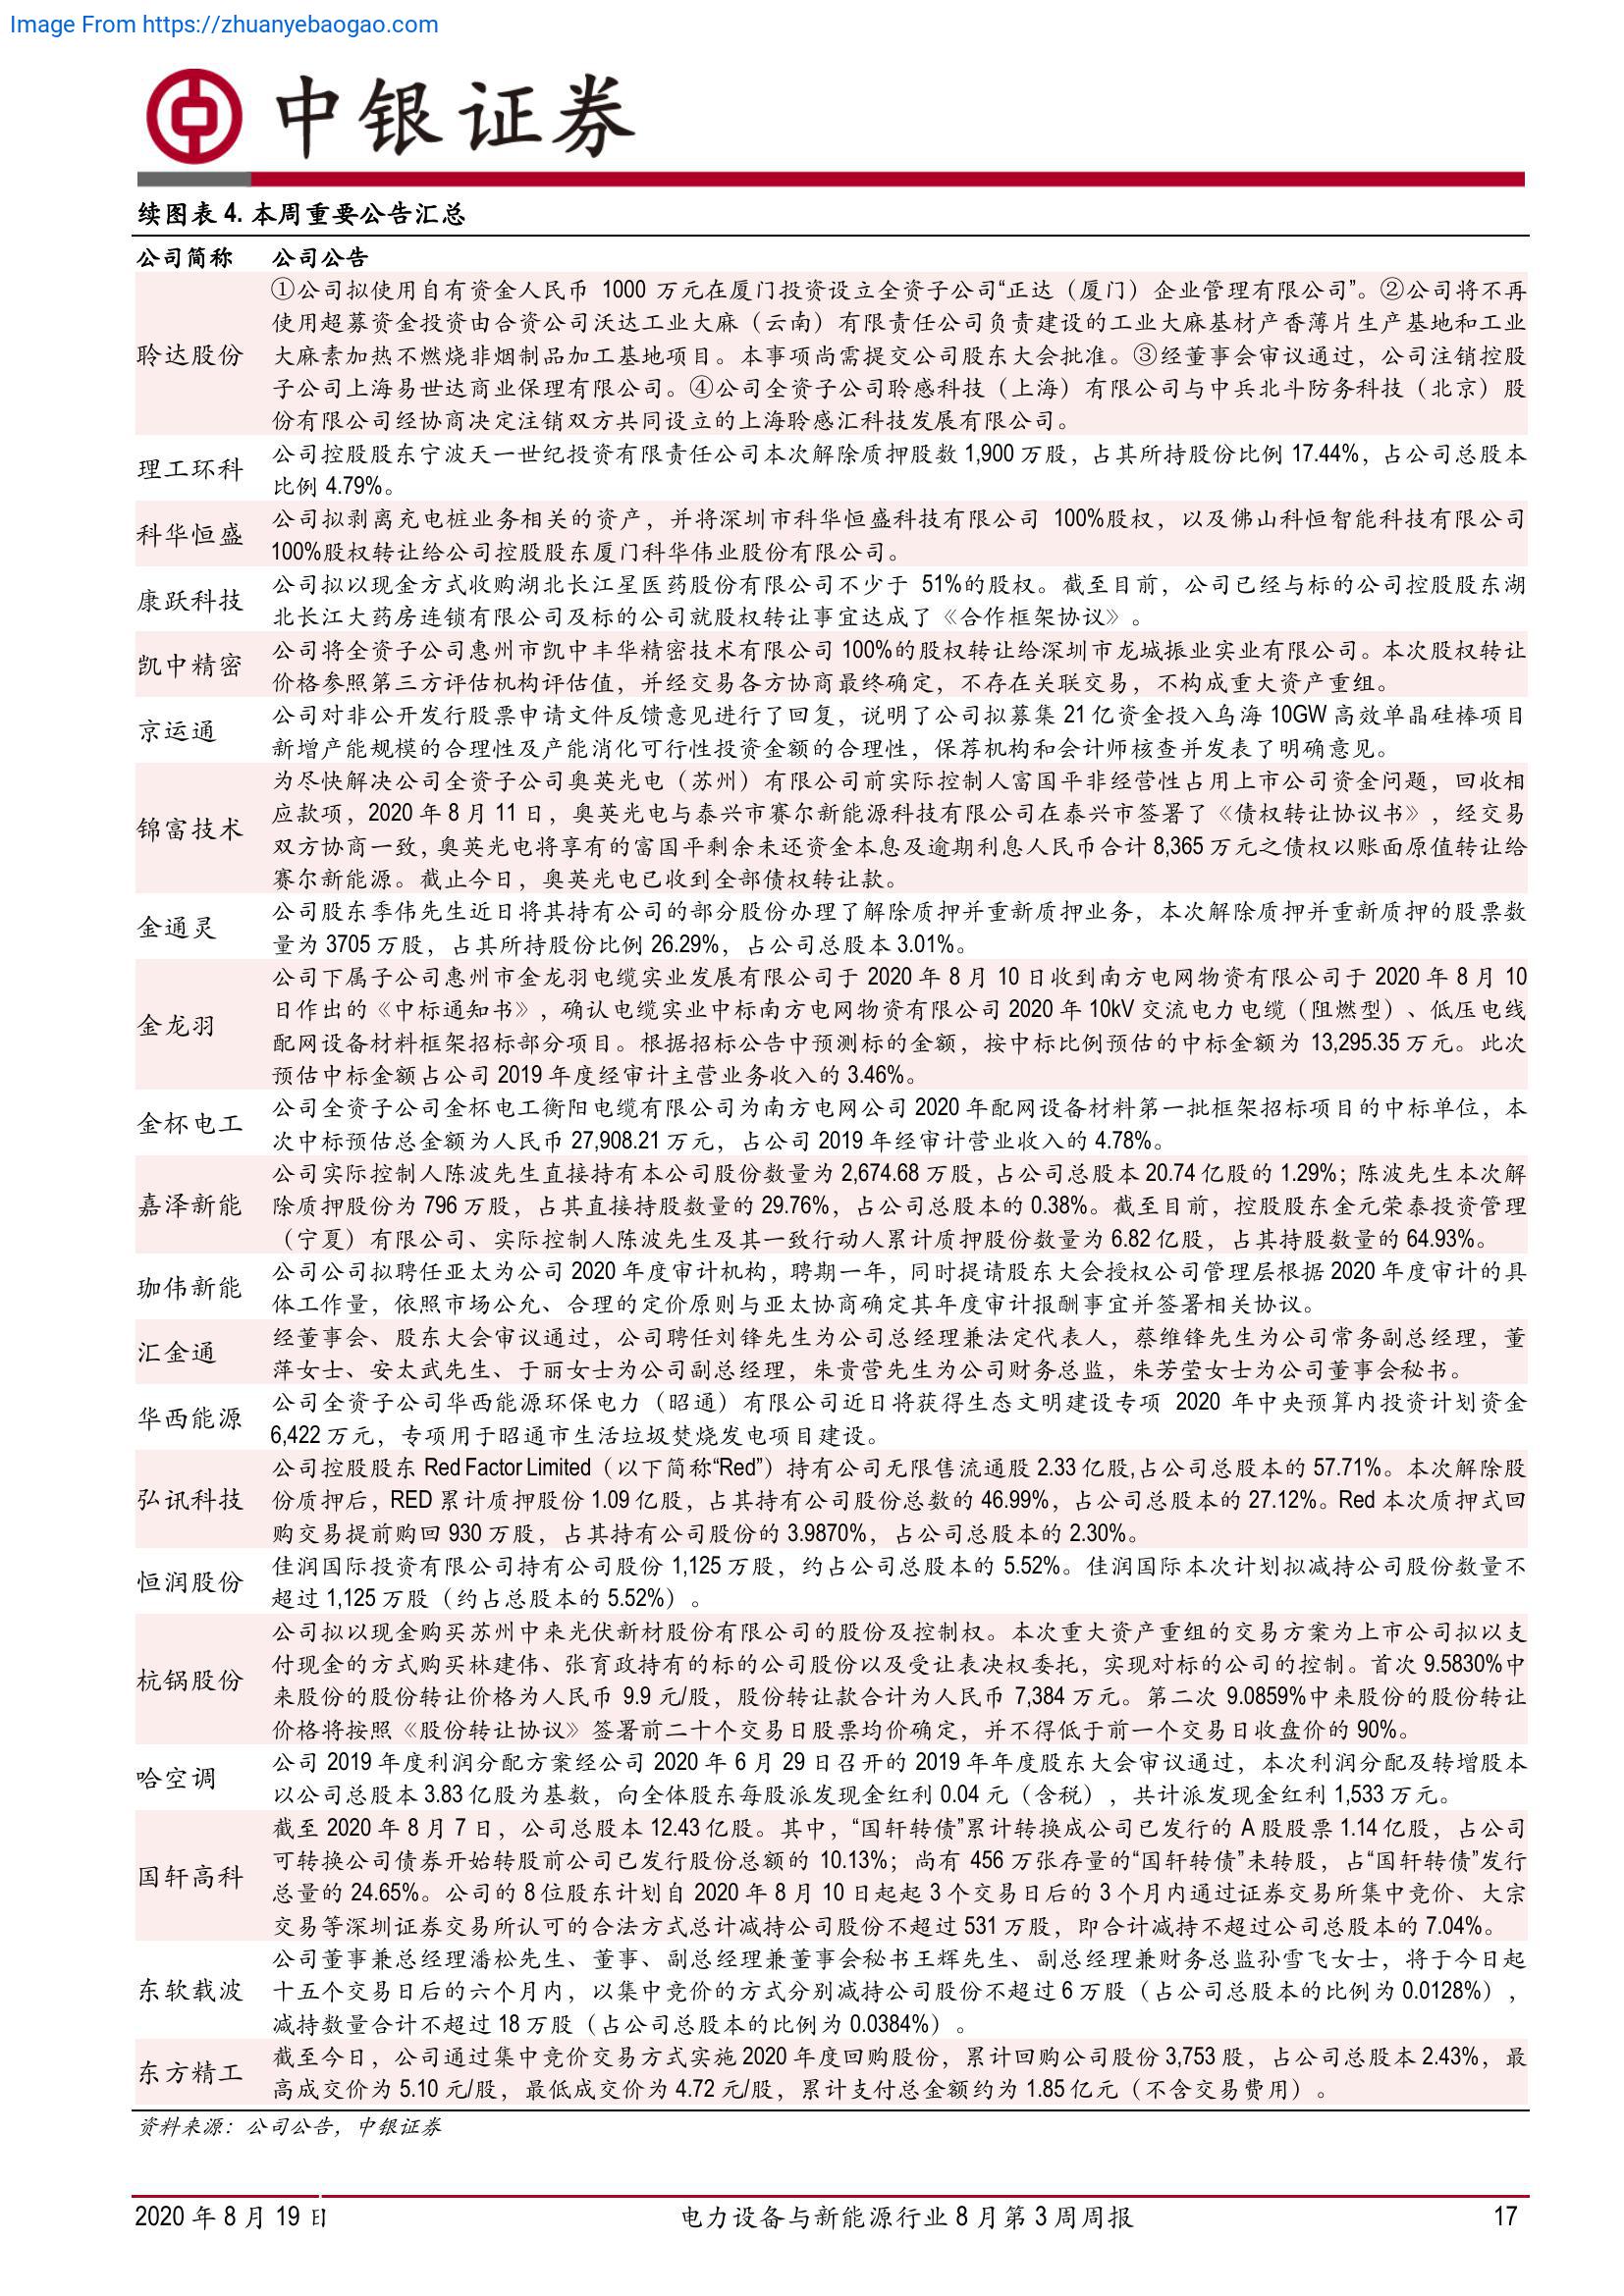 Image From https://zhuanyebaogao.com
中银证券
续图表 4. 本周重要公告汇总
公司简称 公司公告
聆达股份
①公司拟使用自有资金人民币 1000 万元在厦门投资设立全资子公司“正达（厦门）企业管理有限公司”。②公司将不再
使用超募资金投资由合资公司沃达工业大麻（云南）有限责任公司负责建设的工业大麻基材产香薄片生产基地和工业
大麻素加热不燃烧非烟制品加工基地项目。本事项尚需提交公司股东大会批准。③经董事会审议通过，公司注销控股
子公司上海易世达商业保理有限公司。④公司全资子公司聆感科技（上海）有限公司与中兵北斗防务科技（北京）股
份有限公司经协商决定注销双方共同设立的上海聆感汇科技发展有限公司。
理工环科
公司控股股东宁波天一世纪投资有限责任公司本次解除质押股数 1,900 万股，占其所持股份比例 17.44%，占公司总股本
比例 4.79%。
科华恒盛
公司拟剥离充电桩业务相关的资产，并将深圳市科华恒盛科技有限公司 100%股权，以及佛山科恒智能科技有限公司
100%股权转让给公司控股股东厦门科华伟业股份有限公司。
康跃科技
公司拟以现金方式收购湖北长江星医药股份有限公司不少于 51%的股权。截至目前，公司已经与标的公司控股股东湖
北长江大药房连锁有限公司及标的公司就股权转让事宜达成了《合作框架协议》。
凯中精密
公司将全资子公司惠州市凯中丰华精密技术有限公司 100%的股权转让给深圳市龙城振业实业有限公司。本次股权转让
价格参照第三方评估机构评估值，并经交易各方协商最终确定，不存在关联交易，不构成重大资产重组。
京运通
公司对非公开发行股票申请文件反馈意见进行了回复，说明了公司拟募集 21 亿资金投入乌海 10GW 高效单晶硅棒项目
新增产能规模的合理性及产能消化可行性投资金额的合理性，保荐机构和会计师核查并发表了明确意见。
锦富技术
为尽快解决公司全资子公司奥英光电（苏州）有限公司前实际控制人富国平非经营性占用上市公司资金问题，回收相
应款项，2020 年 8 月 11 日，奥英光电与泰兴市赛尔新能源科技有限公司在泰兴市签署了《债权转让协议书》，经交易
双方协商一致，奥英光电将享有的富国平剩余未还资金本息及逾期利息人民币合计 8,365 万元之债权以账面原值转让给
赛尔新能源。截止今日，奥英光电已收到全部债权转让款。
金通灵
公司股东季伟先生近日将其持有公司的部分股份办理了解除质押并重新质押业务，本次解除质押并重新质押的股票数
量为 3705 万股，占其所持股份比例 26.29%，占公司总股本 3.01%。
金龙羽
公司下属子公司惠州市金龙羽电缆实业发展有限公司于 2020 年 8 月 10 日收到南方电网物资有限公司于 2020 年 8 月 10
日作出的《中标通知书》，确认电缆实业中标南方电网物资有限公司 2020 年 10kV 交流电力电缆（阻燃型）、低压电线
配网设备材料框架招标部分项目。根据招标公告中预测标的金额，按中标比例预估的中标金额为 13,295.35 万元。此次
预估中标金额占公司 2019 年度经审计主营业务收入的 3.46%。
金杯电工
公司全资子公司金杯电工衡阳电缆有限公司为南方电网公司 2020 年配网设备材料第一批框架招标项目的中标单位，本
次中标预估总金额为人民币 27,908.21 万元，占公司 2019 年经审计营业收入的 4.78%。
嘉泽新能
公司实际控制人陈波先生直接持有本公司股份数量为 2,674.68 万股，占公司总股本 20.74 亿股的 1.29%；陈波先生本次解
除质押股份为 796 万股，占其直接持股数量的 29.76%，占公司总股本的 0.38%。截至目前，控股股东金元荣泰投资管理
（宁夏）有限公司、实际控制人陈波先生及其一致行动人累计质押股份数量为 6.82 亿股，占其持股数量的 64.93%。
珈伟新能
公司公司拟聘任亚太为公司 2020 年度审计机构，聘期一年，同时提请股东大会授权公司管理层根据 2020 年度审计的具
体工作量，依照市场公允、合理的定价原则与亚太协商确定其年度审计报酬事宜并签署相关协议。
汇金通
经董事会、股东大会审议通过，公司聘任刘锋先生为公司总经理兼法定代表人，蔡维锋先生为公司常务副总经理，董
萍女士、安太武先生、于丽女士为公司副总经理，朱贵营先生为公司财务总监，朱芳莹女士为公司董事会秘书。
华西能源
公司全资子公司华西能源环保电力（昭通）有限公司近日将获得生态文明建设专项 2020 年中央预算内投资计划资金
6,422 万元，专项用于昭通市生活垃圾焚烧发电项目建设。
弘讯科技
公司控股股东 Red Factor Limited（以下简称“Red”）持有公司无限售流通股 2.33 亿股,占公司总股本的 57.71%。本次解除股
份质押后，RED 累计质押股份 1.09 亿股，占其持有公司股份总数的 46.99%，占公司总股本的 27.12%。Red 本次质押式回
购交易提前购回 930 万股，占其持有公司股份的 3.9870%，占公司总股本的 2.30%。
恒润股份
佳润国际投资有限公司持有公司股份 1,125 万股，约占公司总股本的 5.52%。佳润国际本次计划拟减持公司股份数量不
超过 1,125 万股（约占总股本的 5.52%）。
杭锅股份
公司拟以现金购买苏州中来光伏新材股份有限公司的股份及控制权。本次重大资产重组的交易方案为上市公司拟以支
付现金的方式购买林建伟、张育政持有的标的公司股份以及受让表决权委托，实现对标的公司的控制。首次 9.5830%中
来股份的股份转让价格为人民币 9.9 元/股，股份转让款合计为人民币 7,384 万元。第二次 9.0859%中来股份的股份转让
价格将按照《股份转让协议》签署前二十个交易日股票均价确定，并不得低于前一个交易日收盘价的 90%。
哈空调
公司 2019 年度利润分配方案经公司 2020 年 6 月 29 日召开的 2019 年年度股东大会审议通过，本次利润分配及转增股本
以公司总股本 3.83 亿股为基数，向全体股东每股派发现金红利 0.04 元（含税），共计派发现金红利 1,533 万元。
国轩高科
截至 2020 年 8 月 7 日，公司总股本 12.43 亿股。其中，“国轩转债”累计转换成公司已发行的 A 股股票 1.14 亿股，占公司
可转换公司债券开始转股前公司已发行股份总额的 10.13%；尚有 456 万张存量的“国轩转债”未转股，占“国轩转债”发行
总量的 24.65%。公司的 8 位股东计划自 2020 年 8 月 10 日起起 3 个交易日后的 3 个月内通过证券交易所集中竞价、大宗
交易等深圳证券交易所认可的合法方式总计减持公司股份不超过 531 万股，即合计减持不超过公司总股本的 7.04%。
东软载波
公司董事兼总经理潘松先生、董事、副总经理兼董事会秘书王辉先生、副总经理兼财务总监孙雪飞女士，将于今日起
十五个交易日后的六个月内，以集中竞价的方式分别减持公司股份不超过 6 万股（占公司总股本的比例为 0.0128%），
减持数量合计不超过 18 万股（占公司总股本的比例为 0.0384%）。
东方精工
截至今日，公司通过集中竞价交易方式实施 2020 年度回购股份，累计回购公司股份 3,753 股，占公司总股本 2.43%，最
高成交价为 5.10 元/股，最低成交价为 4.72 元/股，累计支付总金额约为 1.85 亿元（不含交易费用）。
资料来源：公司公告，中银证券
2020 年 8 月 19 日 电力设备与新能源行业 8 月第 3 周周报 17